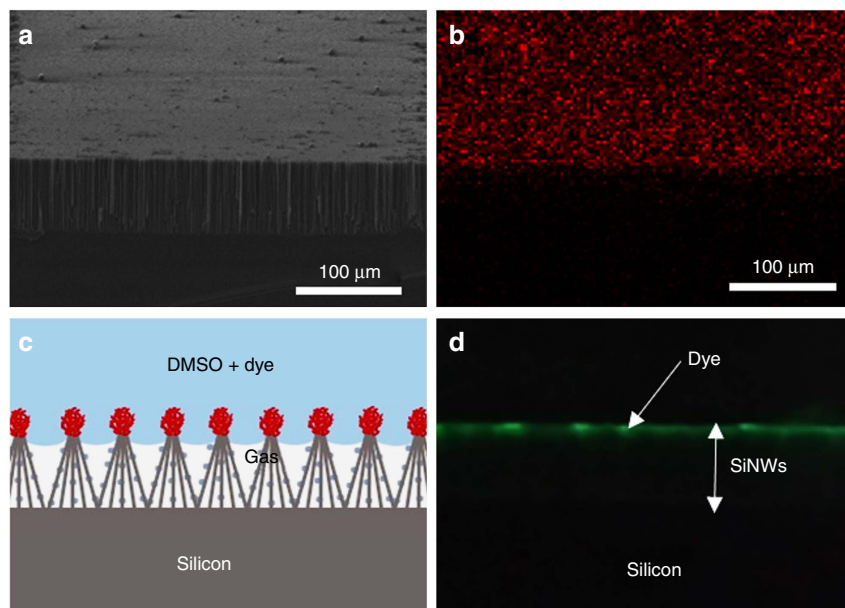 a
100 μm
b
100 μm
c
DMSO + dye
Gas
Silicon
d
Dye
SiNWs
Silicon